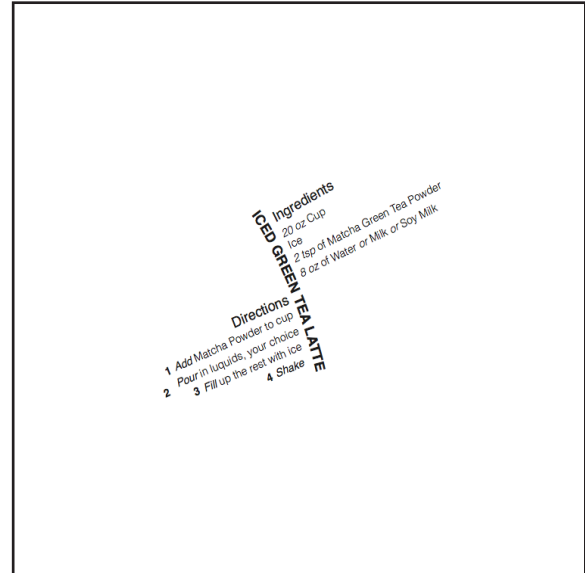 ICED GREEN TEA LATTE
Ingredients
20 oz Cup
Ice
2 tsp of Matcha Green Tea Powder
8 oz of Water or Milk or Soy Milk
Directions
1 Add Matcha Powder to cup
2 Pour in luquids, your choice
3 Fill up the rest with ice
4 Shake